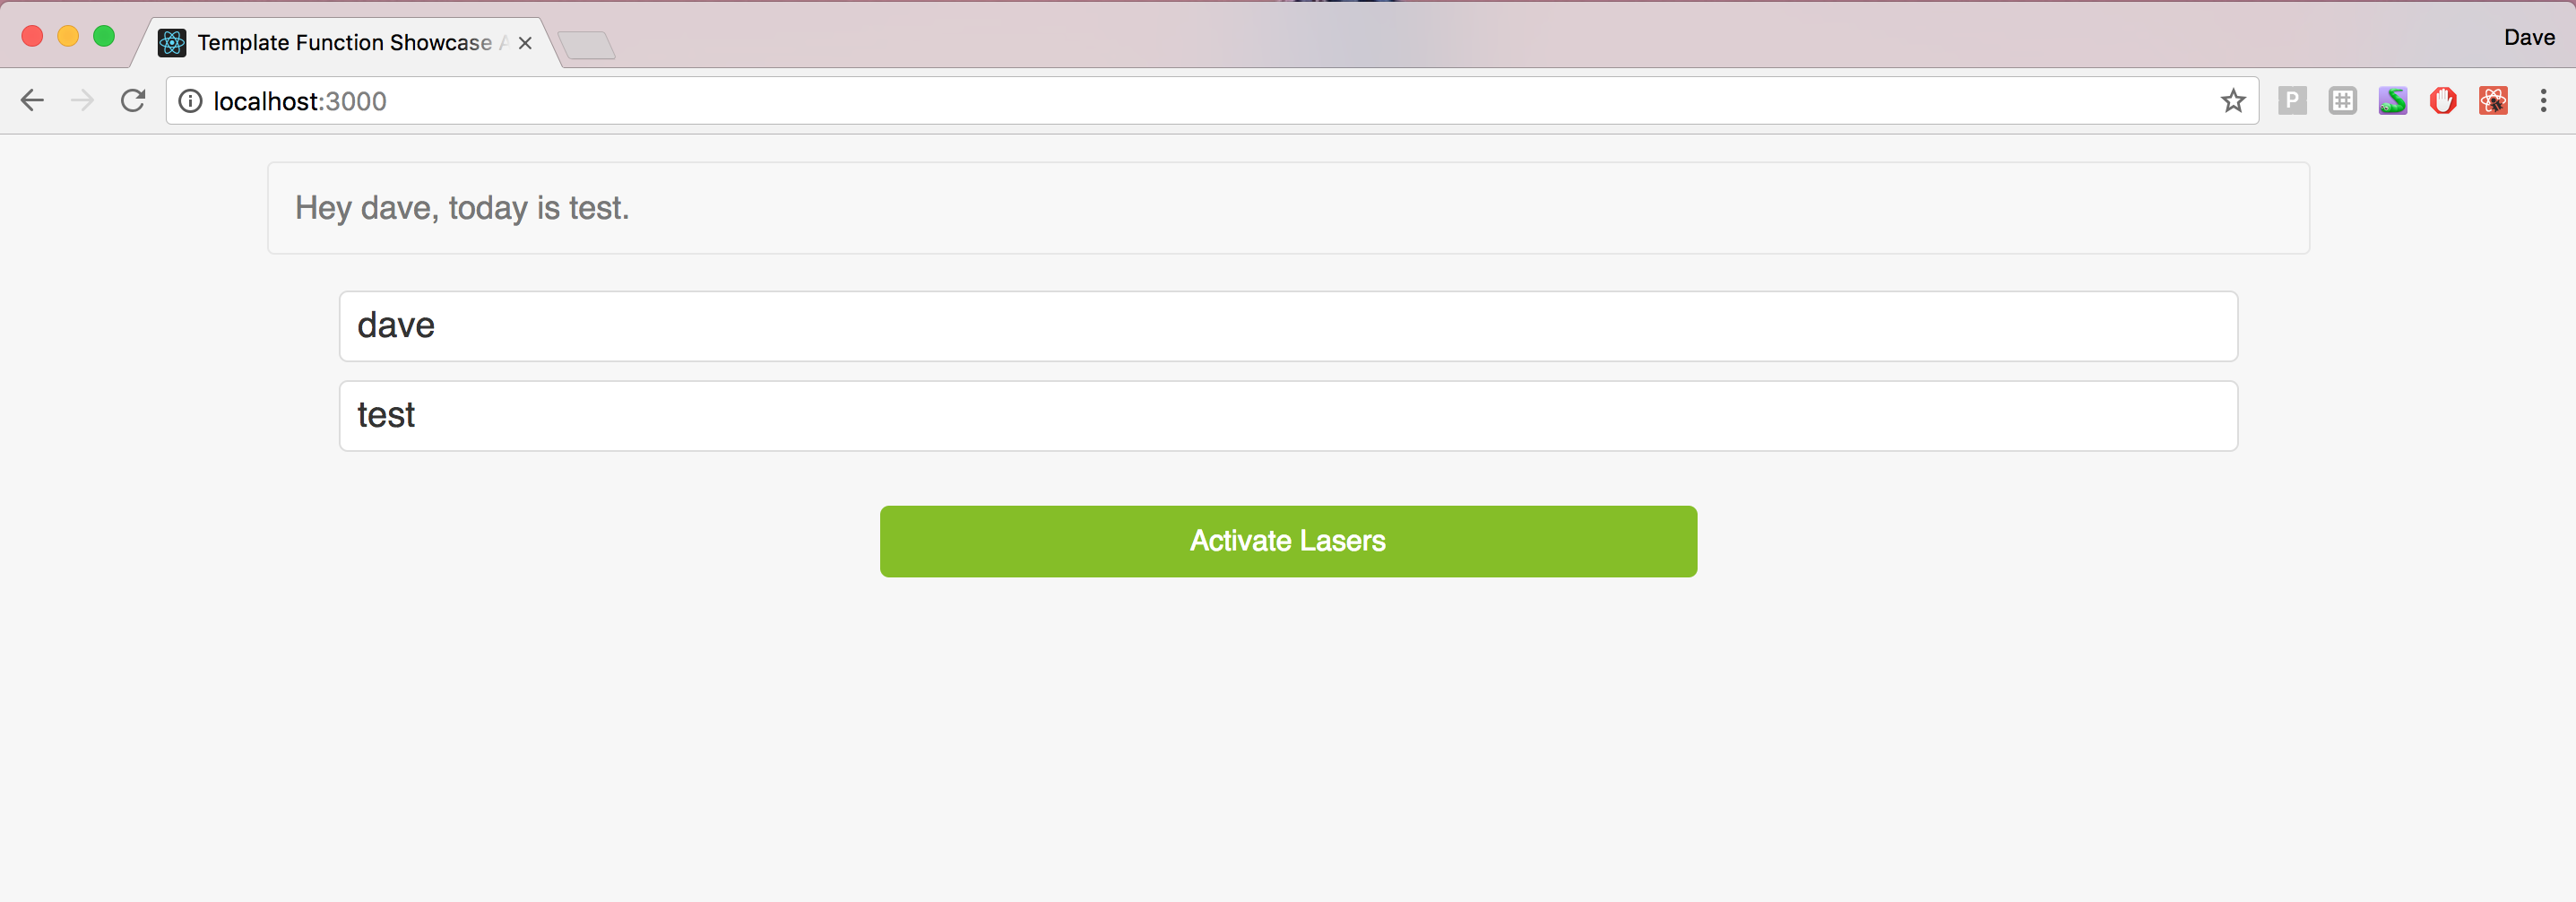 Template Function Showcase
Dave
localhost:3000
P
Hey dave, today is test.
dave
test
Activate Lasers